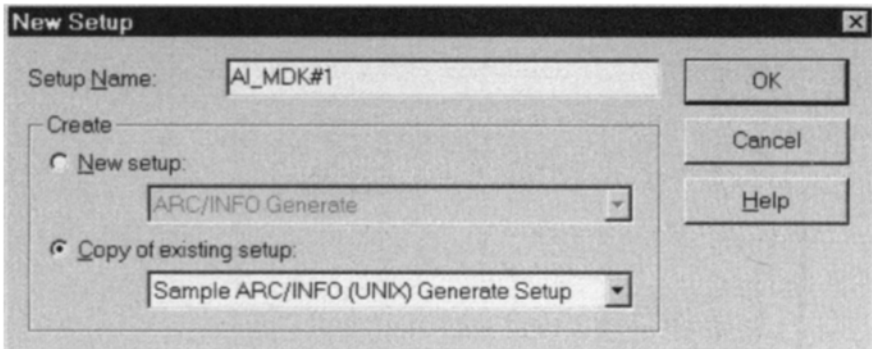 New Setup
Setup Name: AI_MDK#1
OK
Create
Cancel
New setup:
ARC/INFO Generate
Help
Copy of existing setup:
Sample ARC/INFO (UNIX) Generate Setup